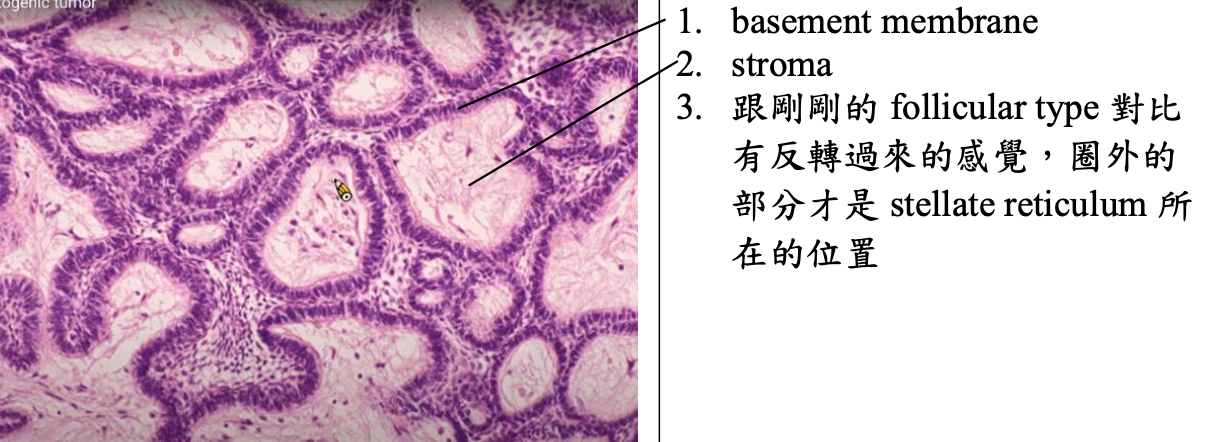 togenic tumor
1. basement membrane
2. stroma
3. 跟剛剛的 follicular type 對比
有反轉過來的感覺，圈外的
部分才是 stellate reticulum 所
在的位置